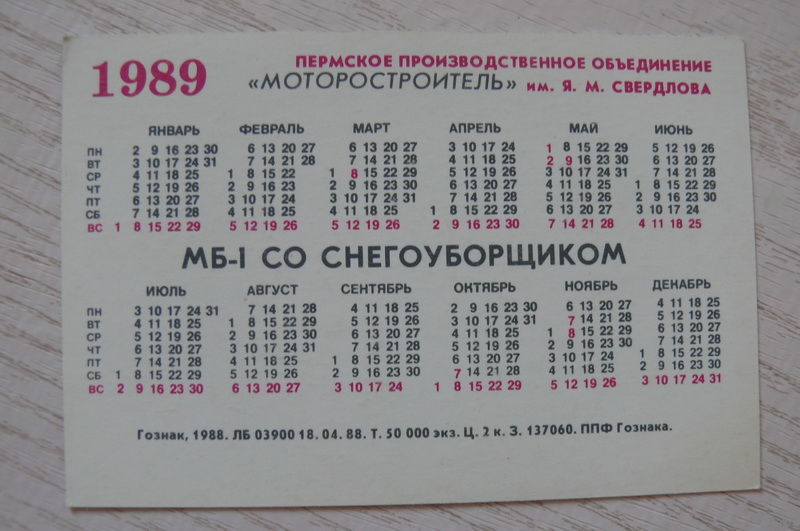 1989
ПЕРМСКОЕ ПРОИЗВОДСТВЕННОЕ ОБЪЕДИНЕНИЕ
«МОТОРОСТРОИТЕЛЬ» им. Я. М. СВЕРДЛОВА
ЯНВАРЬ ФЕВРАЛЬ МАРТ АПРЕЛЬ МАЙ ИЮНЬ
ПН 2 9 16 23 30 6 13 20 27 6 13 20 27 3 10 17 24 1 8 15 22 29 5 12 19 26
ВТ 3 10 17 24 31 7 14 21 28 7 14 21 28 4 11 18 25 2 9 16 23 30 6 13 20 27
СР 4 11 18 25 1 8 15 22 1 8 15 22 29 5 12 19 26 3 10 17 24 31 7 14 21 28
ЧТ 5 12 19 26 2 9 16 23 2 9 16 23 30 6 13 20 27 4 11 18 25 1 8 15 22 29
ПТ 6 13 20 27 3 10 17 24 3 10 17 24 31 7 14 21 28 5 12 19 26 2 9 16 23 30
СБ 7 14 21 28 4 11 18 25 4 11 18 25 1 8 15 22 29 6 13 20 27 3 10 17 24
ВС 1 8 15 22 29 5 12 19 26 5 12 19 26 2 9 16 23 30 7 14 21 28 4 11 18 25
МБ-1 СО СНЕГОУБОРЩИКОМ
ИЮЛЬ АВГУСТ СЕНТЯБРЬ ОКТЯБРЬ НОЯБРЬ ДЕКАБРЬ
ПН 3 10 17 24 31 7 14 21 28 4 11 18 25 2 9 16 23 30 6 13 20 27 4 11 18 25
ВТ 4 11 18 25 1 8 15 22 29 5 12 19 26 3 10 17 24 31 7 14 21 28 5 12 19 26
СР 5 12 19 26 2 9 16 23 30 6 13 20 27 4 11 18 25 1 8 15 22 29 6 13 20 27
ЧТ 6 13 20 27 3 10 17 24 31 7 14 21 28 5 12 19 26 2 9 16 23 30 7 14 21 28
ПТ 7 14 21 28 4 11 18 25 1 8 15 22 29 6 13 20 27 3 10 17 24 1 8 15 22 29
СБ 1 8 15 22 29 5 12 19 26 2 9 16 23 30 7 14 21 28 4 11 18 25 2 9 16 23 30
ВС 2 9 16 23 30 6 13 20 27 3 10 17 24 1 8 15 22 29 5 12 19 26 3 10 17 24 31
Гознак, 1988. ЛБ 03900 18.04.88. Т. 50 000 экз. Ц. 2 к. З. 137060. ППФ Гознака.